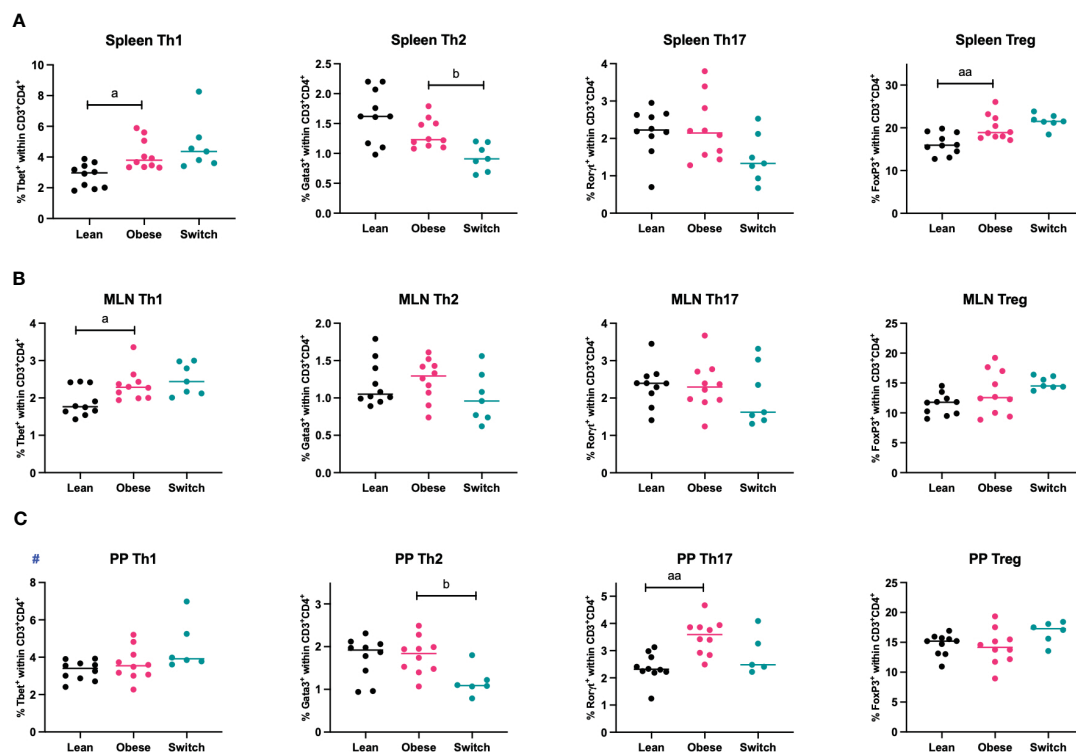 A
Spleen Th1
Spleen Th2
Spleen Th17
Spleen Treg
% Tbet⁺ within CD3⁺CD4⁺
10
8
6
4
2
0
a
Lean Obese Switch
% Gata3⁺ within CD3⁺CD4⁺
2.5
2.0
1.5
1.0
0.5
0.0
b
Lean Obese Switch
% Rorγt⁺ within CD3⁺CD4⁺
4
3
2
1
0
Lean Obese Switch
% FoxP3⁺ within CD3⁺CD4⁺
30
20
10
0
aa
Lean Obese Switch
B
MLN Th1
MLN Th2
MLN Th17
MLN Treg
% Tbet⁺ within CD3⁺CD4⁺
4
3
2
1
0
a
Lean Obese Switch
% Gata3⁺ within CD3⁺CD4⁺
2.0
1.5
1.0
0.5
0.0
Lean Obese Switch
% Rorγt⁺ within CD3⁺CD4⁺
4
3
2
1
0
Lean Obese Switch
% FoxP3⁺ within CD3⁺CD4⁺
25
20
15
10
5
0
Lean Obese Switch
C
#
PP Th1
PP Th2
PP Th17
PP Treg
% Tbet⁺ within CD3⁺CD4⁺
8
6
4
2
0
Lean Obese Switch
% Gata3⁺ within CD3⁺CD4⁺
3
2
1
0
b
Lean Obese Switch
% Rorγt⁺ within CD3⁺CD4⁺
5
4
3
2
1
0
aa
Lean Obese Switch
% FoxP3⁺ within CD3⁺CD4⁺
25
20
15
10
5
0
Lean Obese Switch